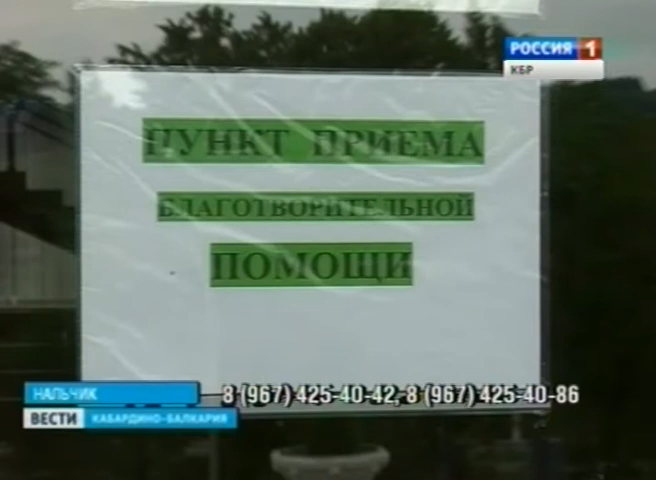 РОССИЯ 1
КБР
ПУНКТ ПРИЕМА
БЛАГОТВОРИТЕЛЬНОЙ
ПОМОЩИ
НАЛЬЧИК
8 (967) 425-40-42, 8 (967) 425-40-86
ВЕСТИ КАБАРДИНО-БАЛКАРИЯ